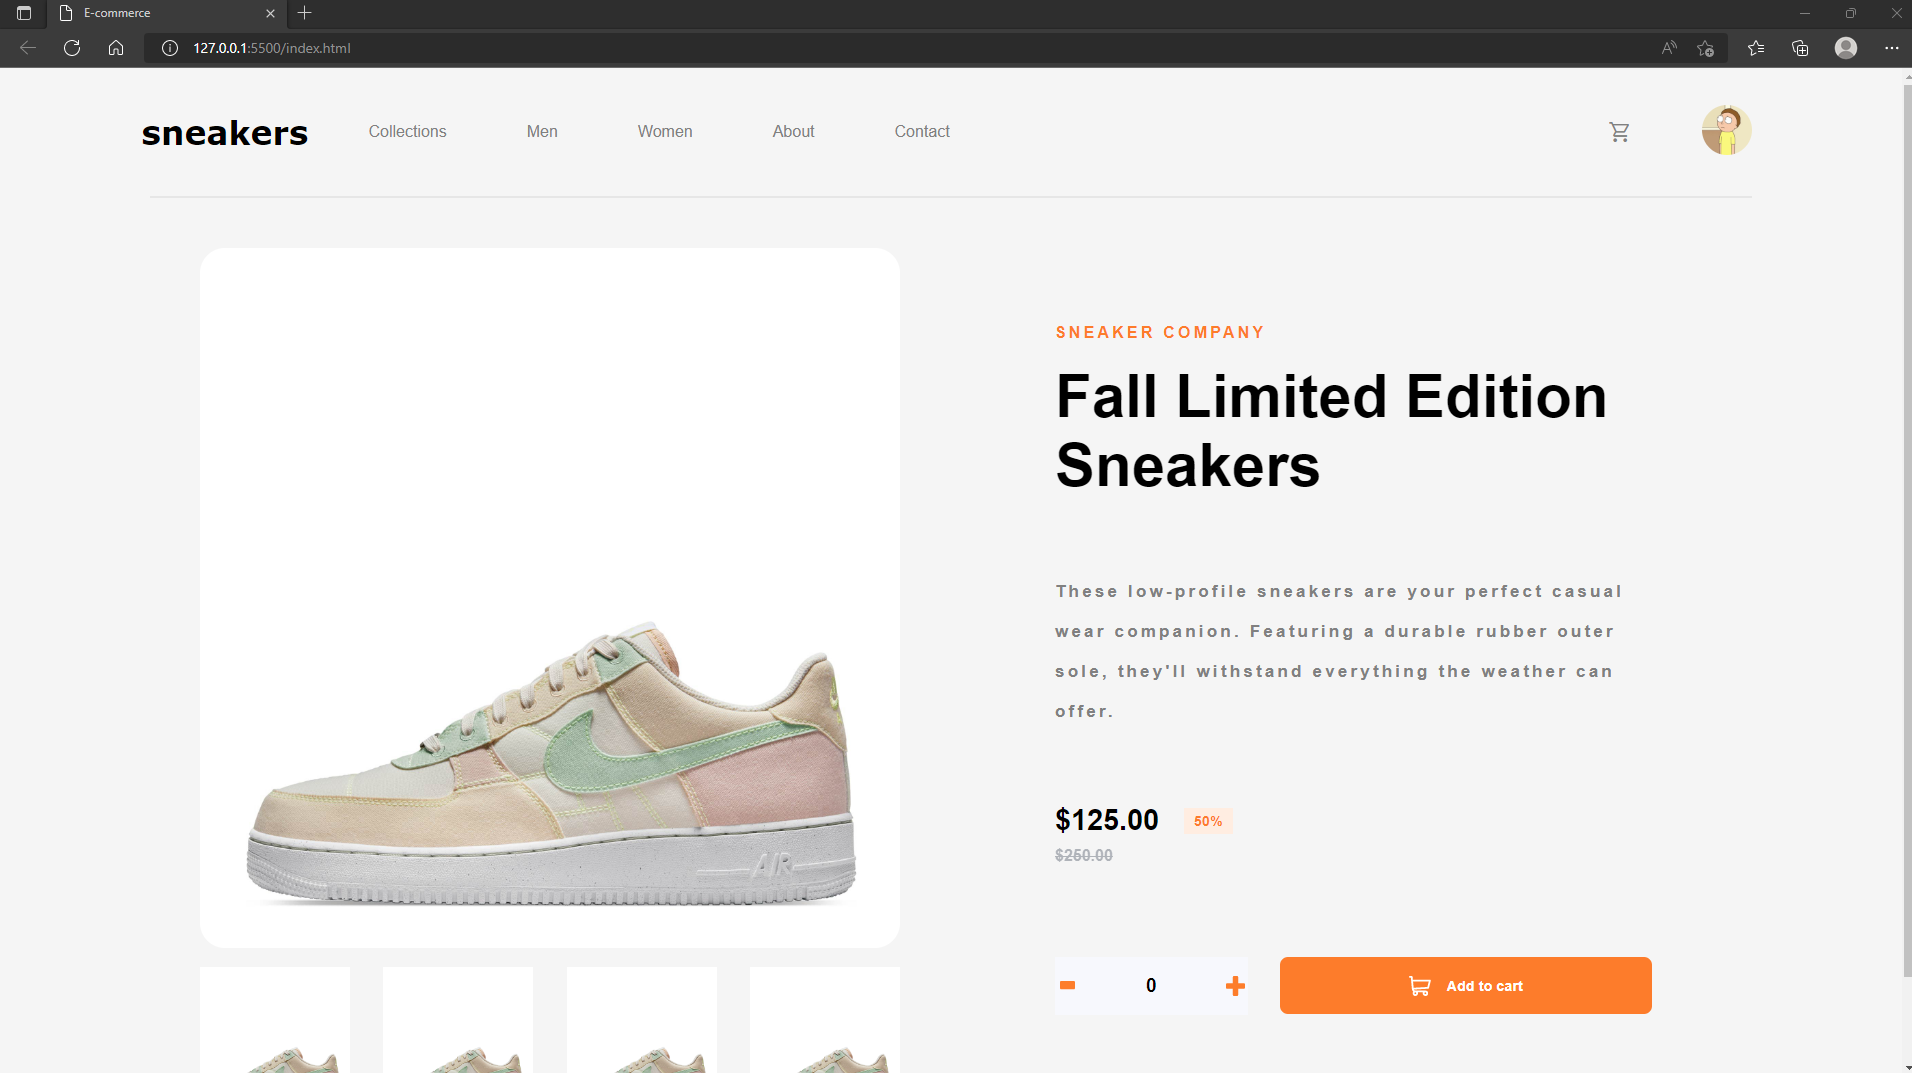 E-commerce
127.0.0.1:5500/index.html
sneakers Collections Men Women About Contact
SNEAKER COMPANY
Fall Limited Edition
Sneakers
These low-profile sneakers are your perfect casual
wear companion. Featuring a durable rubber outer
sole, they'll withstand everything the weather can
offer.
$125.00 50%
$250.00
AIR
0 Add to cart